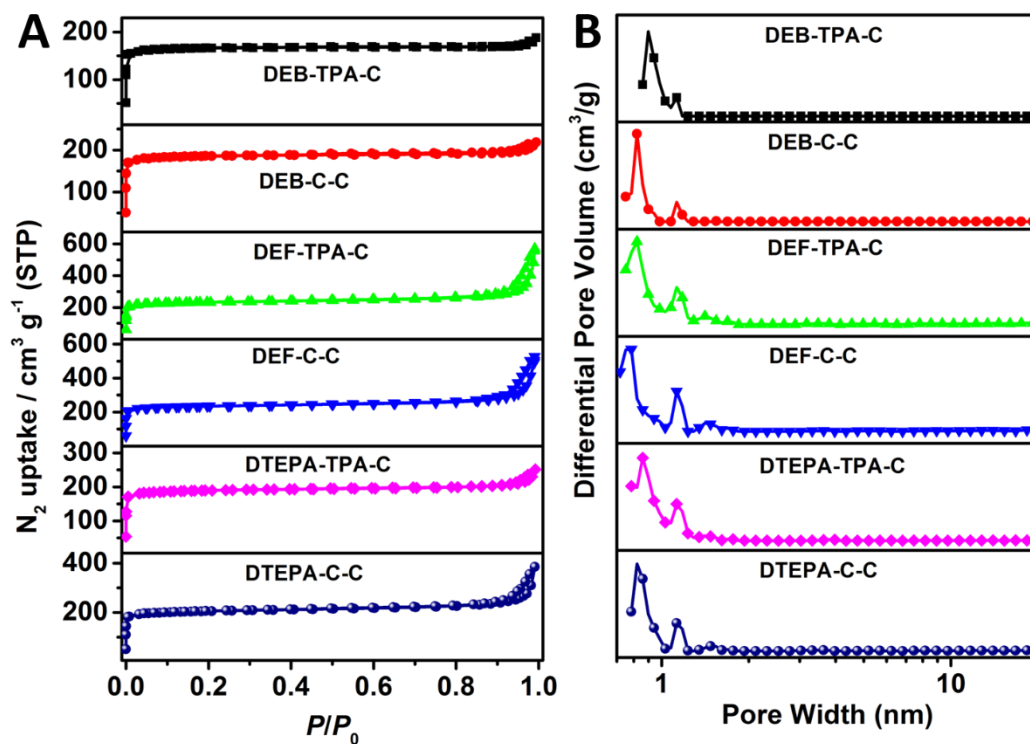 A
N2 uptake / cm3 g-1 (STP)
200
100
DEB-TPA-C
200
100
DEB-C-C
600
400
200
DEF-TPA-C
600
400
200
DEF-C-C
300
200
100
DTEPA-TPA-C
400
200
DTEPA-C-C
0.0 0.2 0.4 0.6 0.8 1.0
P/P0
B
Differential Pore Volume (cm3/g)
DEB-TPA-C
DEB-C-C
DEF-TPA-C
DEF-C-C
DTEPA-TPA-C
DTEPA-C-C
1 10
Pore Width (nm)